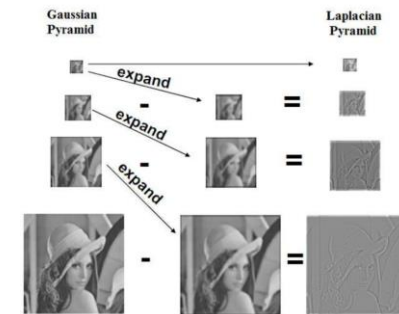 Gaussian
Pyramid
Laplacian
Pyramid
expand
- =
expand
- =
expand
- =